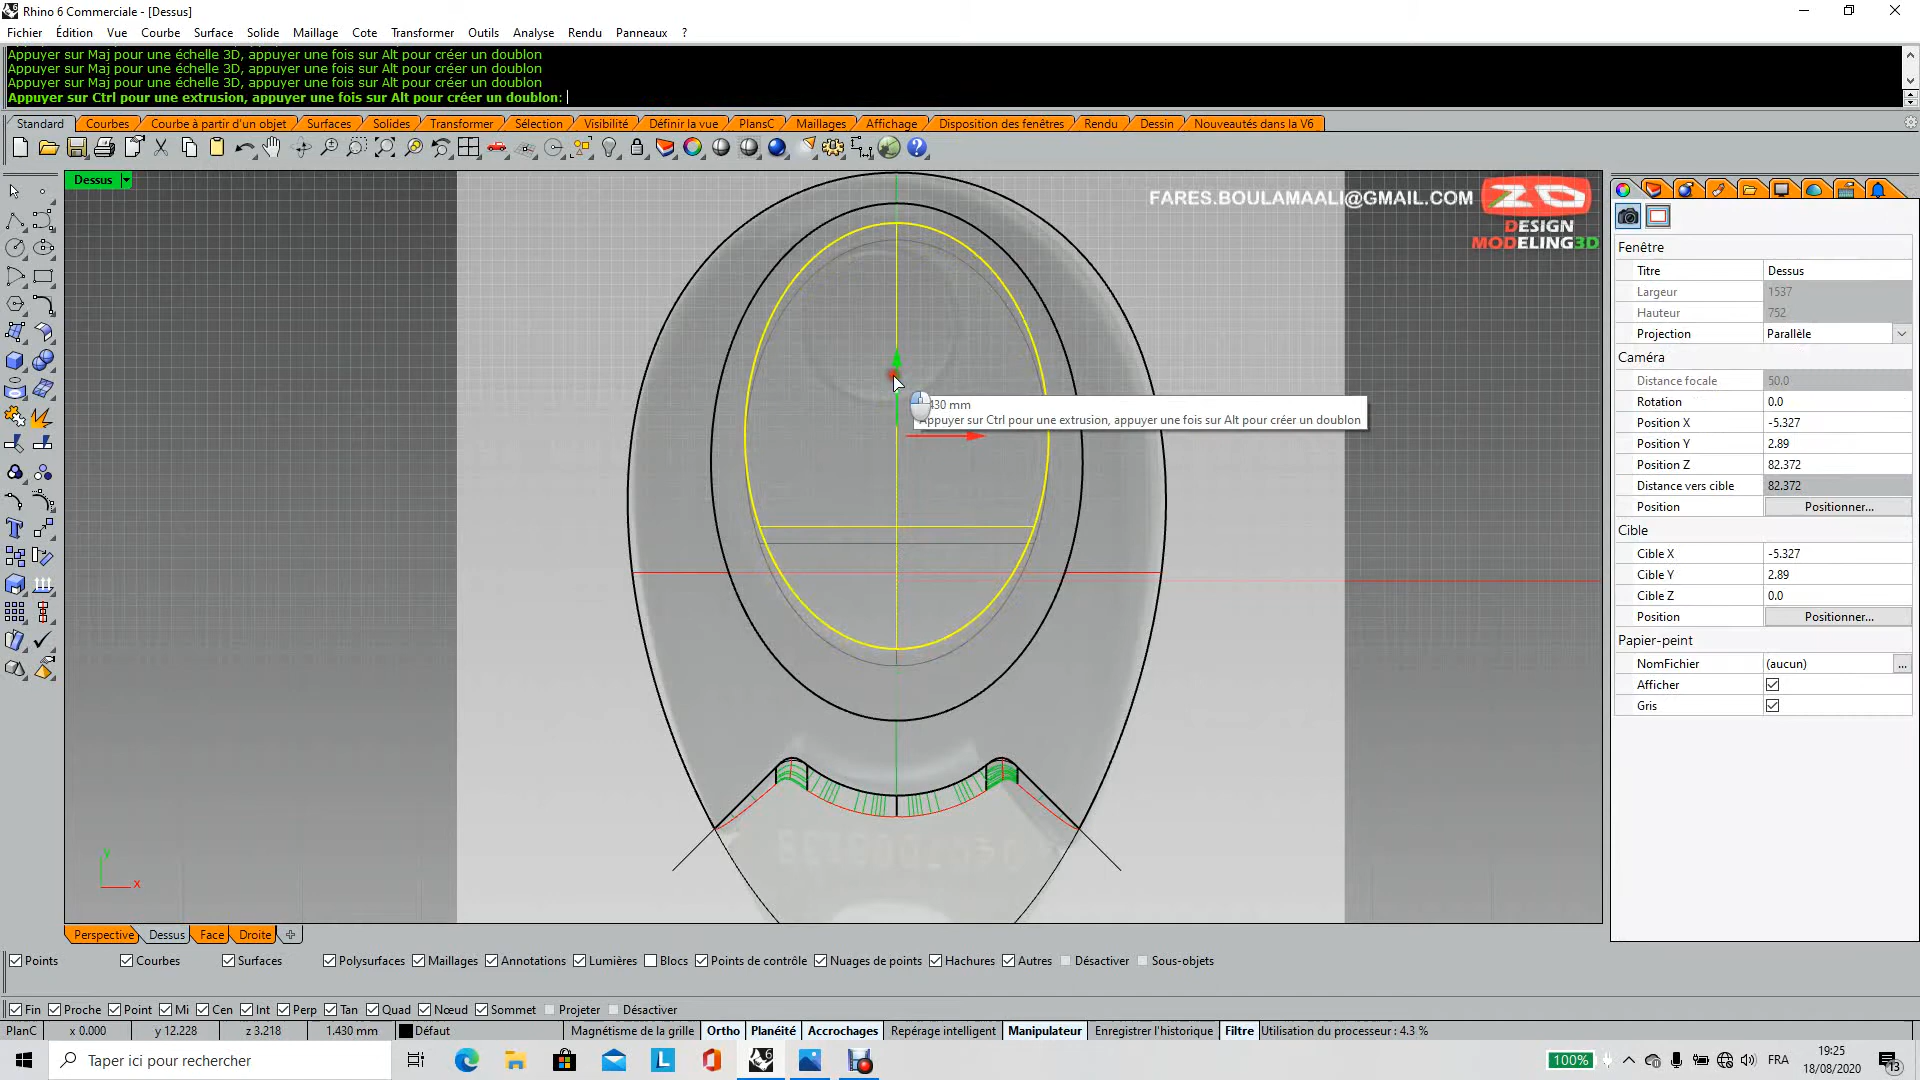 Rhino 6 Commerciale - [Dessus]
Fichier Édition Vue Courbe Surface Solide Maillage Cote Transformer Outils Analyse Rendu Panneaux ?
Appuyer sur Maj pour une échelle 3D, appuyer une fois sur Alt pour créer un doublon
Appuyer sur Maj pour une échelle 3D, appuyer une fois sur Alt pour créer un doublon
Appuyer sur Maj pour une échelle 3D, appuyer une fois sur Alt pour créer un doublon
Appuyer sur Ctrl pour une extrusion, appuyer une fois sur Alt pour créer un doublon:
Standard Courbes Courbe à partir d'un objet Surfaces Solides Transformer Sélection Visibilité Définir la vue PlansC Maillages Affichage Disposition des fenêtres Rendu Dessin Nouveautés dans la V6
Dessus
FARES.BOULAMAALI@GMAIL.COM
DESIGN
MODELING3D
430 mm
Appuyer sur Ctrl pour une extrusion, appuyer une fois sur Alt pour créer un doublon
y
x
Fenêtre
Titre Dessus
Largeur 1537
Hauteur 752
Projection Parallèle
Caméra
Distance focale 50.0
Rotation 0.0
Position X -5.327
Position Y 2.89
Position Z 82.372
Distance vers cible 82.372
Position Positionner...
Cible
Cible X -5.327
Cible Y 2.89
Cible Z 0.0
Position Positionner...
Papier-peint
NomFichier (aucun) ...
Afficher
Gris
Perspective Dessus Face Droite
Points Courbes Surfaces Polysurfaces Maillages Annotations Lumières Blocs Points de contrôle Nuages de points Hachures Autres Désactiver Sous-objets
Fin Proche Point Mi Cen Int Perp Tan Quad Nœud Sommet Projeter Désactiver
PlanC x 0.000 y 12.228 z 3.218 1.430 mm Défaut Magnétisme de la grille Ortho Planéité Accrochages Repérage intelligent Manipulateur Enregistrer l'historique Filtre Utilisation du processeur : 4.3 %
Taper ici pour rechercher
100%
FRA
19:25
18/08/2020
13